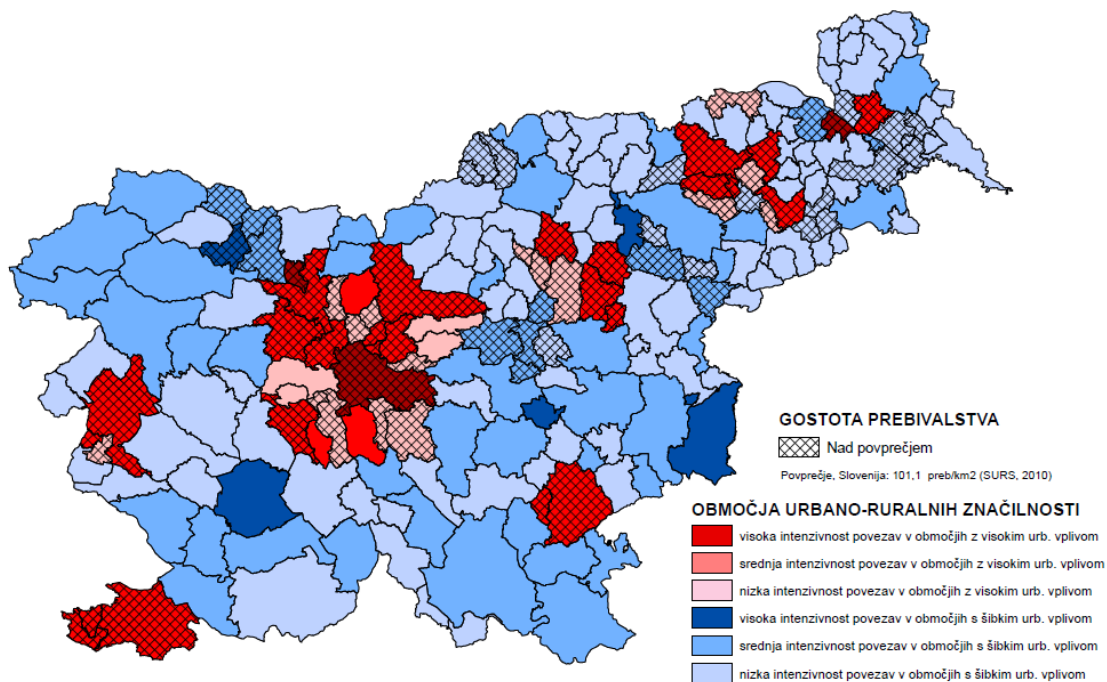 GOSTOTA PREBIVALSTVA
Nad povprečjem
Povprečje, Slovenija: 101,1 preb/km2 (SURS, 2010)
OBMOČJA URBANO-RURALNIH ZNAČILNOSTI
visoka intenzivnost povezav v območjih z visokim urb. vplivom
srednja intenzivnost povezav v območjih z visokim urb. vplivom
nizka intenzivnost povezav v območjih z visokim urb. vplivom
visoka intenzivnost povezav v območjih s šibkim urb. vplivom
srednja intenzivnost povezav v območjih s šibkim urb. vplivom
nizka intenzivnost povezav v območjih s šibkim urb. vplivom